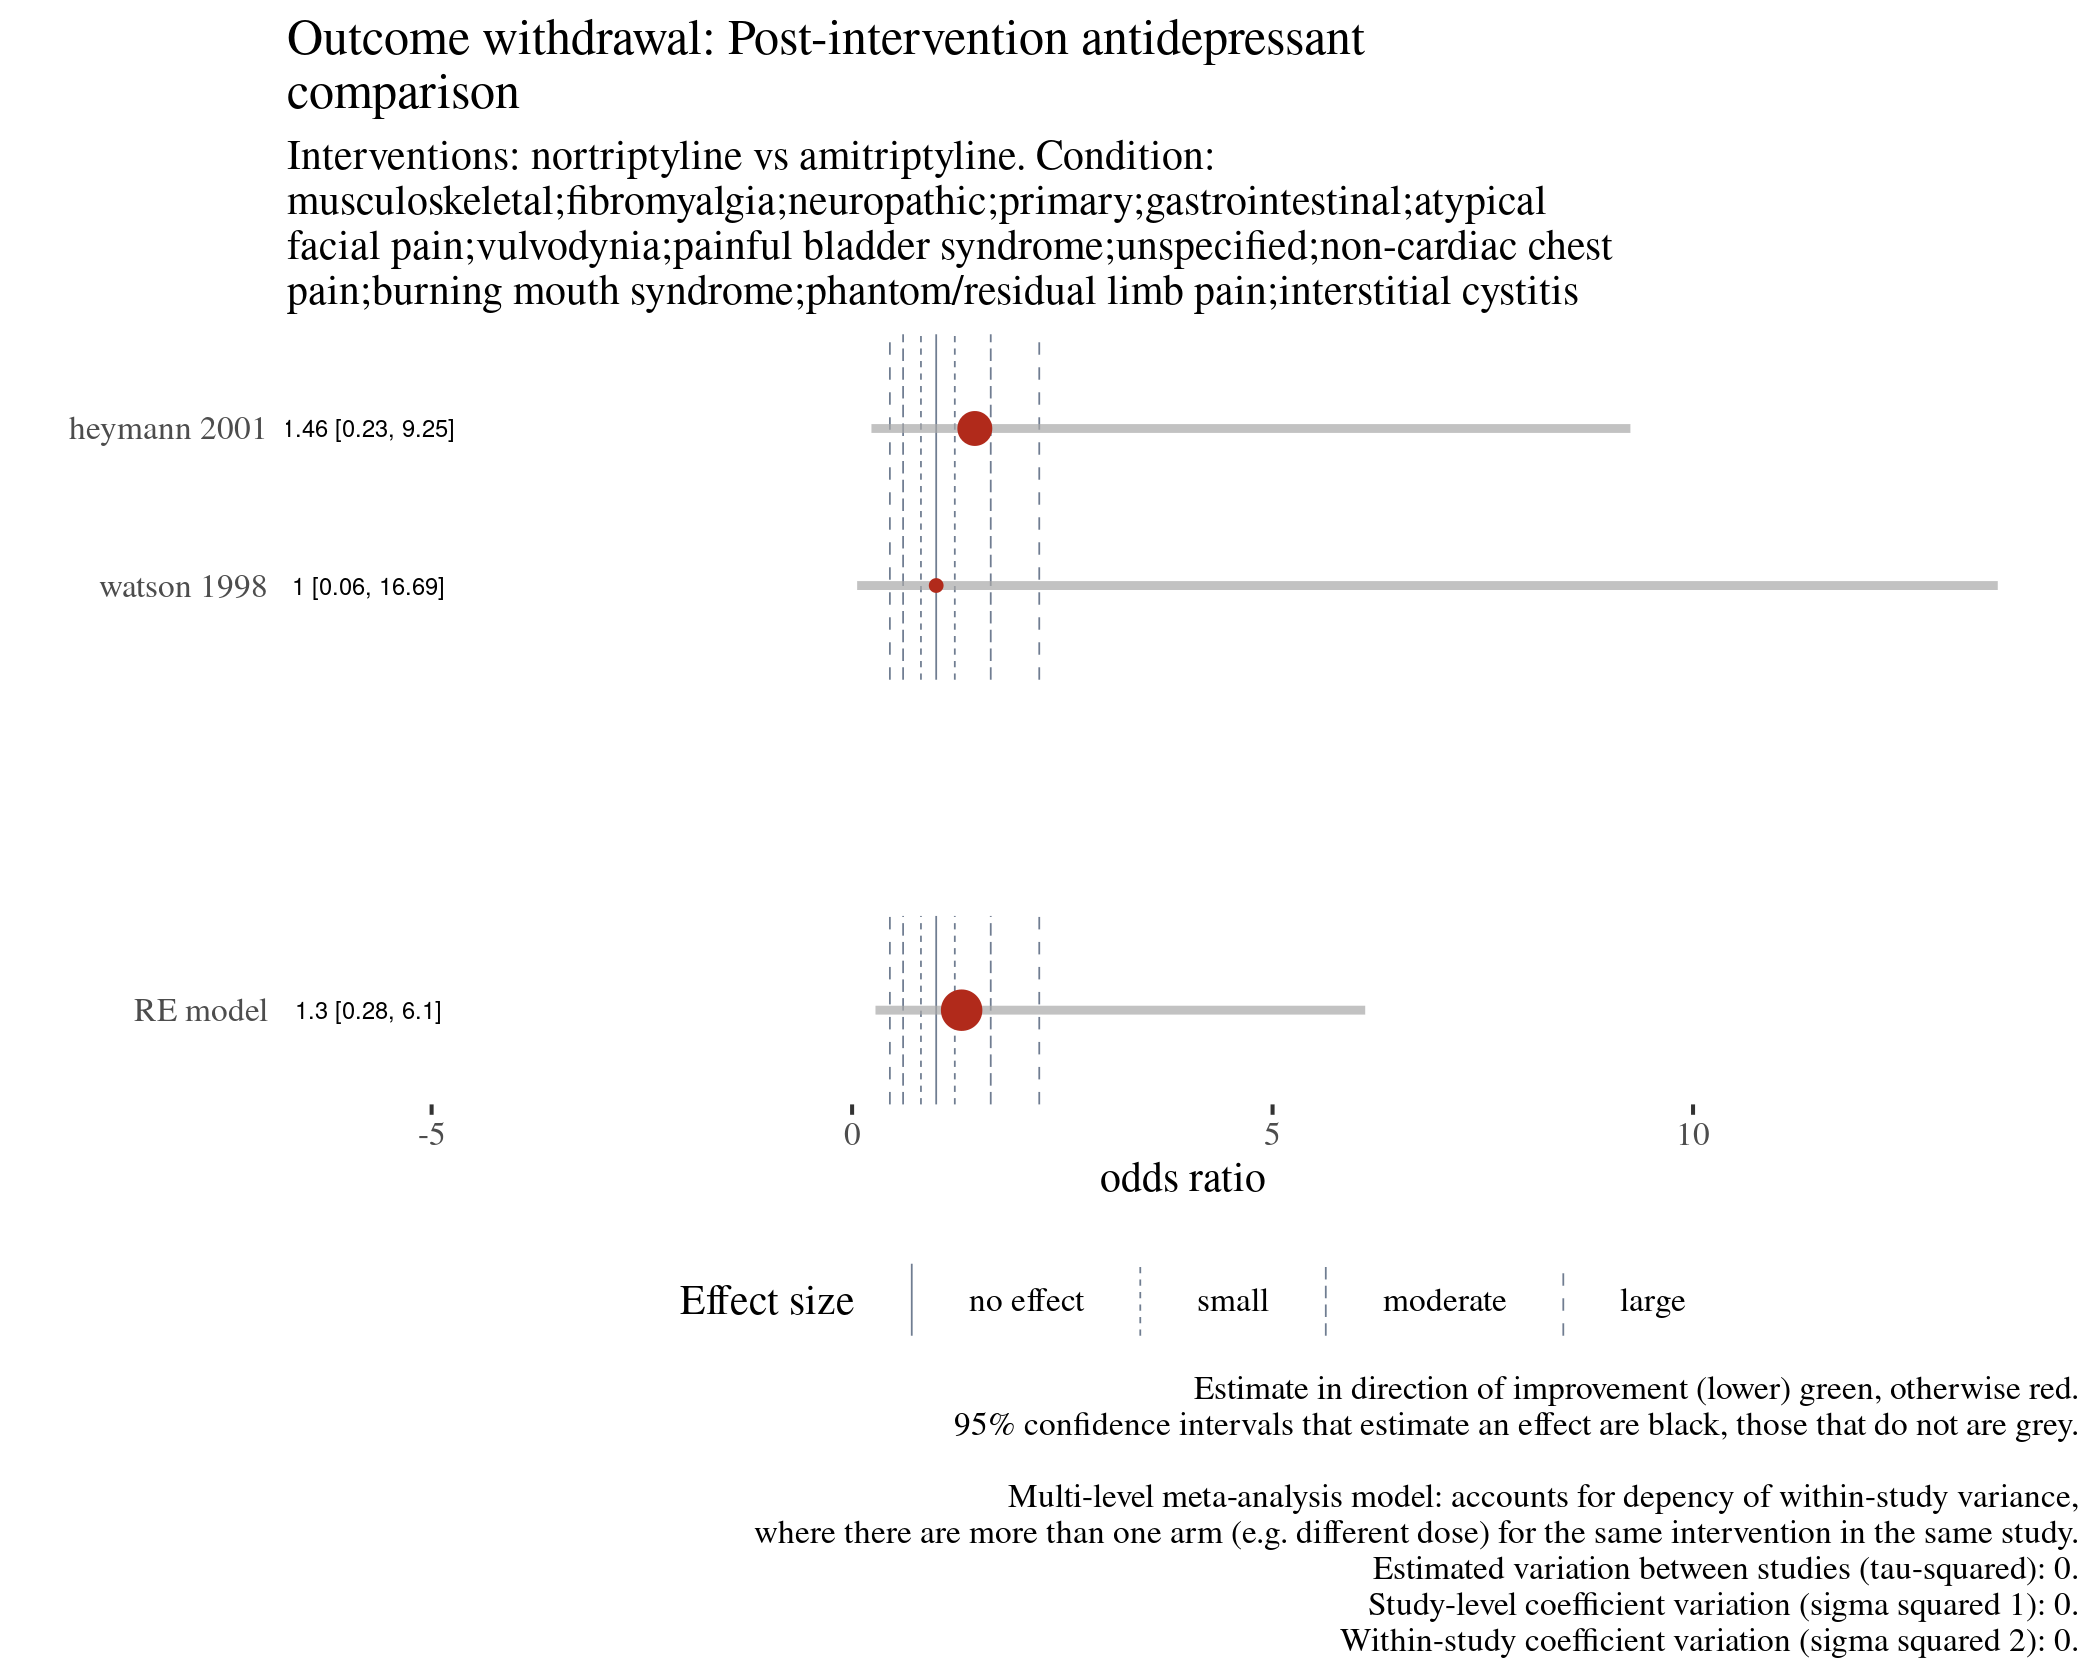 Outcome withdrawal: Post-intervention antidepressant
comparison
Interventions: nortriptyline vs amitriptyline. Condition:
musculoskeletal;fibromyalgia;neuropathic;primary;gastrointestinal;atypical
facial pain;vulvodynia;painful bladder syndrome;unspecified;non-cardiac chest
pain;burning mouth syndrome;phantom/residual limb pain;interstitial cystitis
heymann 2001 1.46 [0.23, 9.25]
watson 1998 1 [0.06, 16.69]
RE model 1.3 [0.28, 6.1]
-5 0 5 10
odds ratio
Effect size no effect small moderate large
Estimate in direction of improvement (lower) green, otherwise red.
95% confidence intervals that estimate an effect are black, those that do not are grey.
Multi-level meta-analysis model: accounts for depency of within-study variance,
where there are more than one arm (e.g. different dose) for the same intervention in the same study.
Estimated variation between studies (tau-squared): 0.
Study-level coefficient variation (sigma squared 1): 0.
Within-study coefficient variation (sigma squared 2): 0.